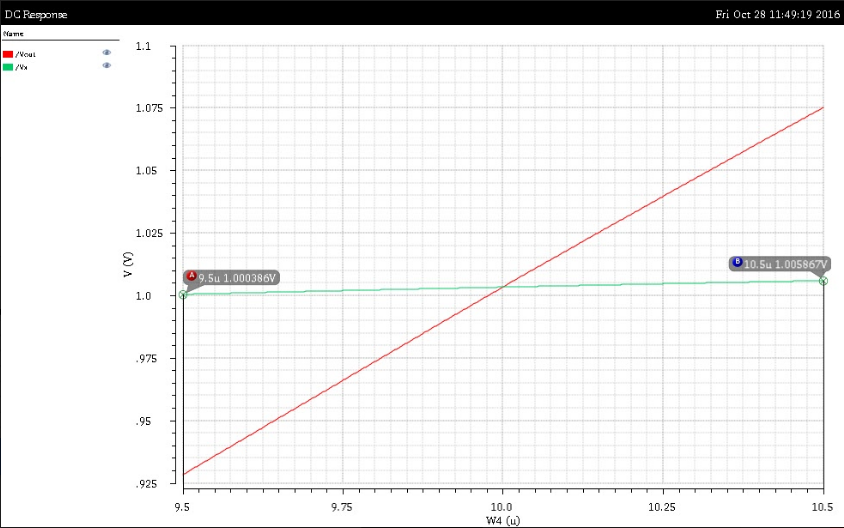 DC Response
Fri Oct 28 11:49:19 2016
Name
/Vout
/Vx
1.1
1.075
1.05
1.025
1.0
.975
.95
.925
V (V)
A 9.5u 1.000386V
B 10.5u 1.005867V
9.5
9.75
10.0
10.25
10.5
W4 (u)